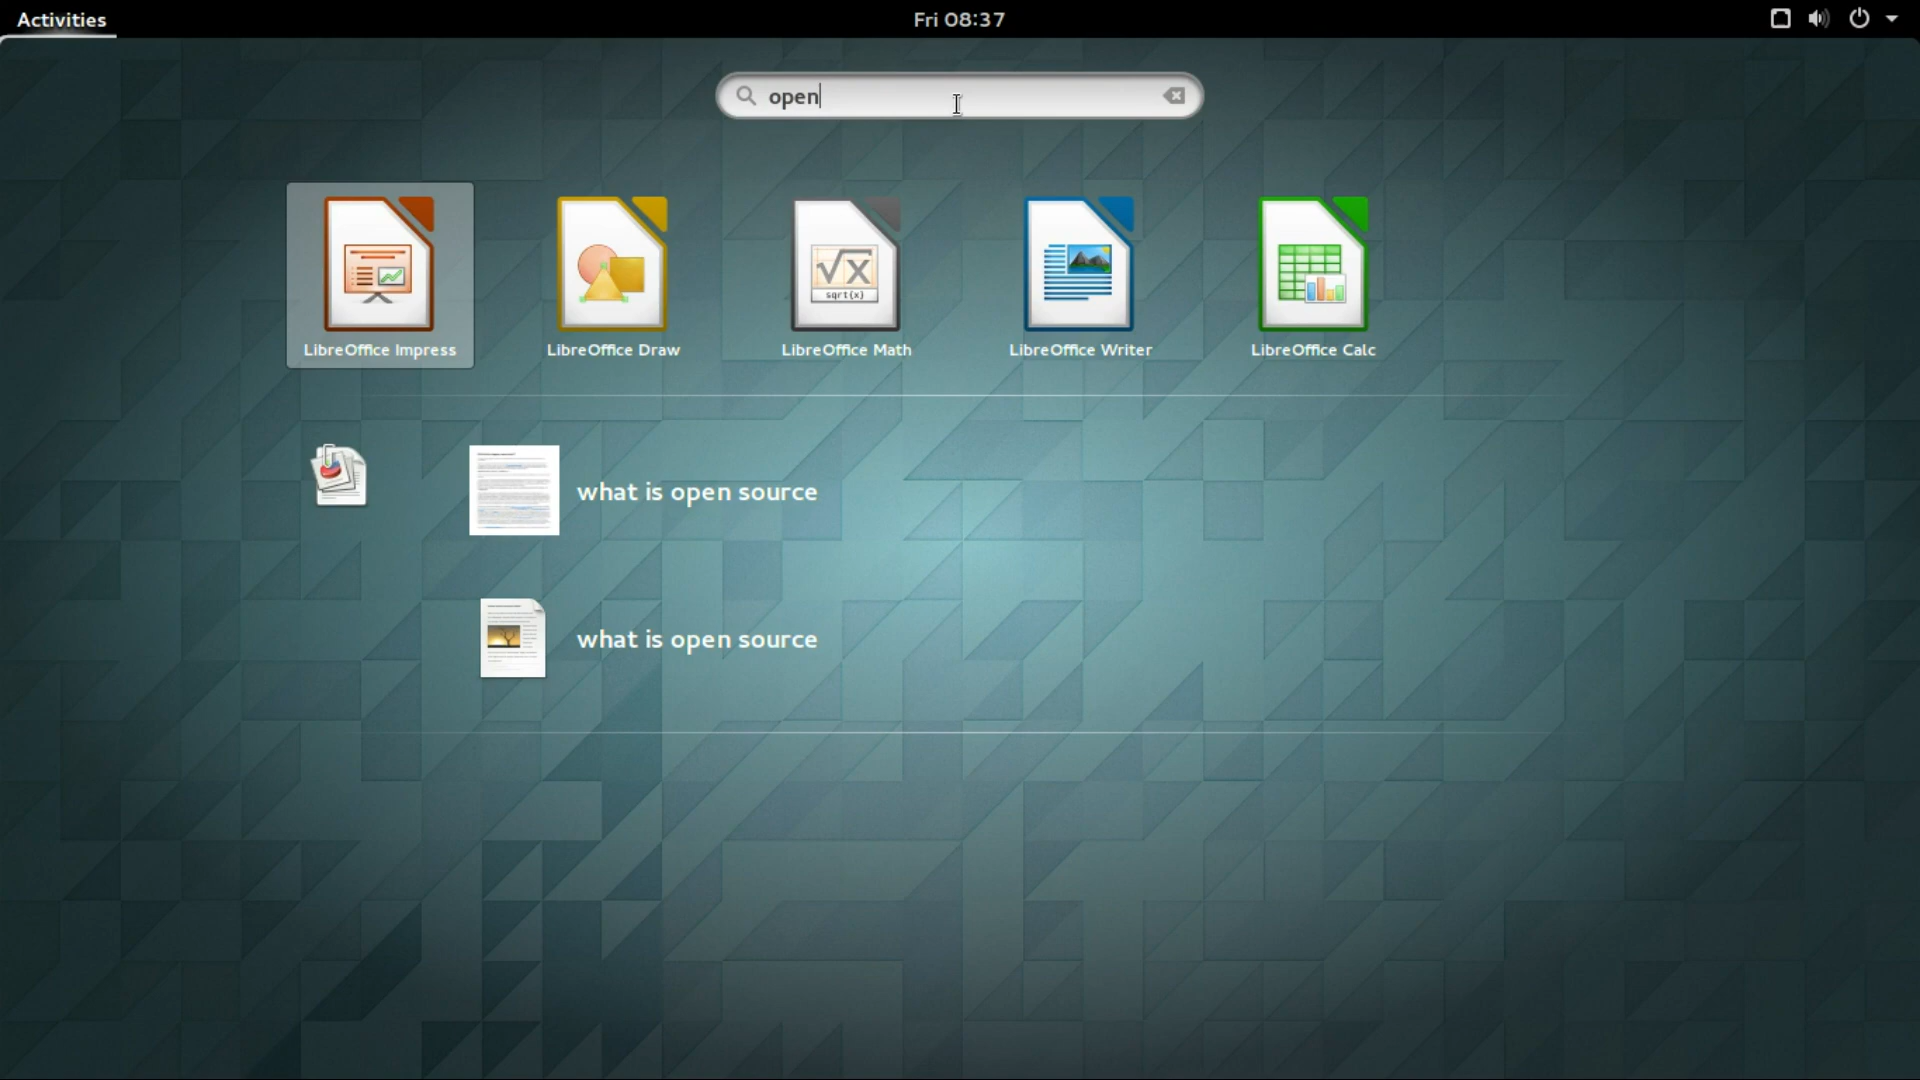 Activities
Fri 08:37
open
sqrt(x)
LibreOffice Impress
LibreOffice Draw
LibreOffice Math
LibreOffice Writer
LibreOffice Calc
what is open source
what is open source